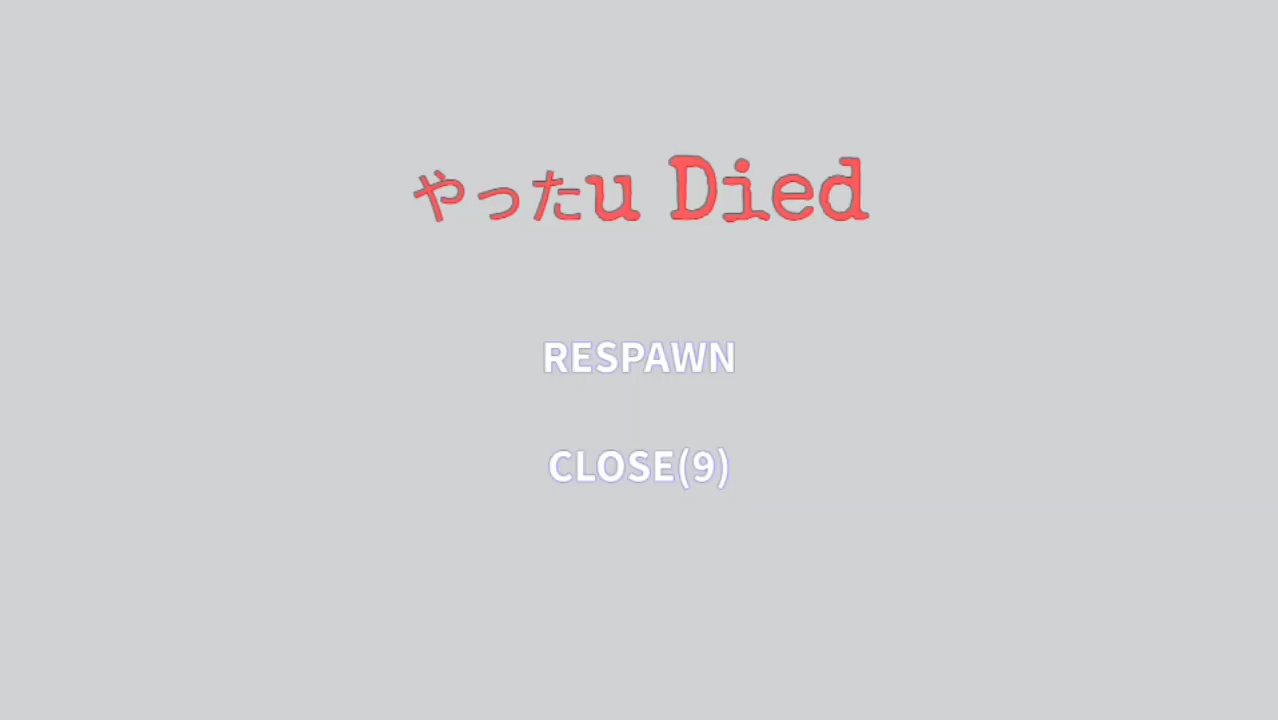 やったu Died
RESPAWN
CLOSE(9)